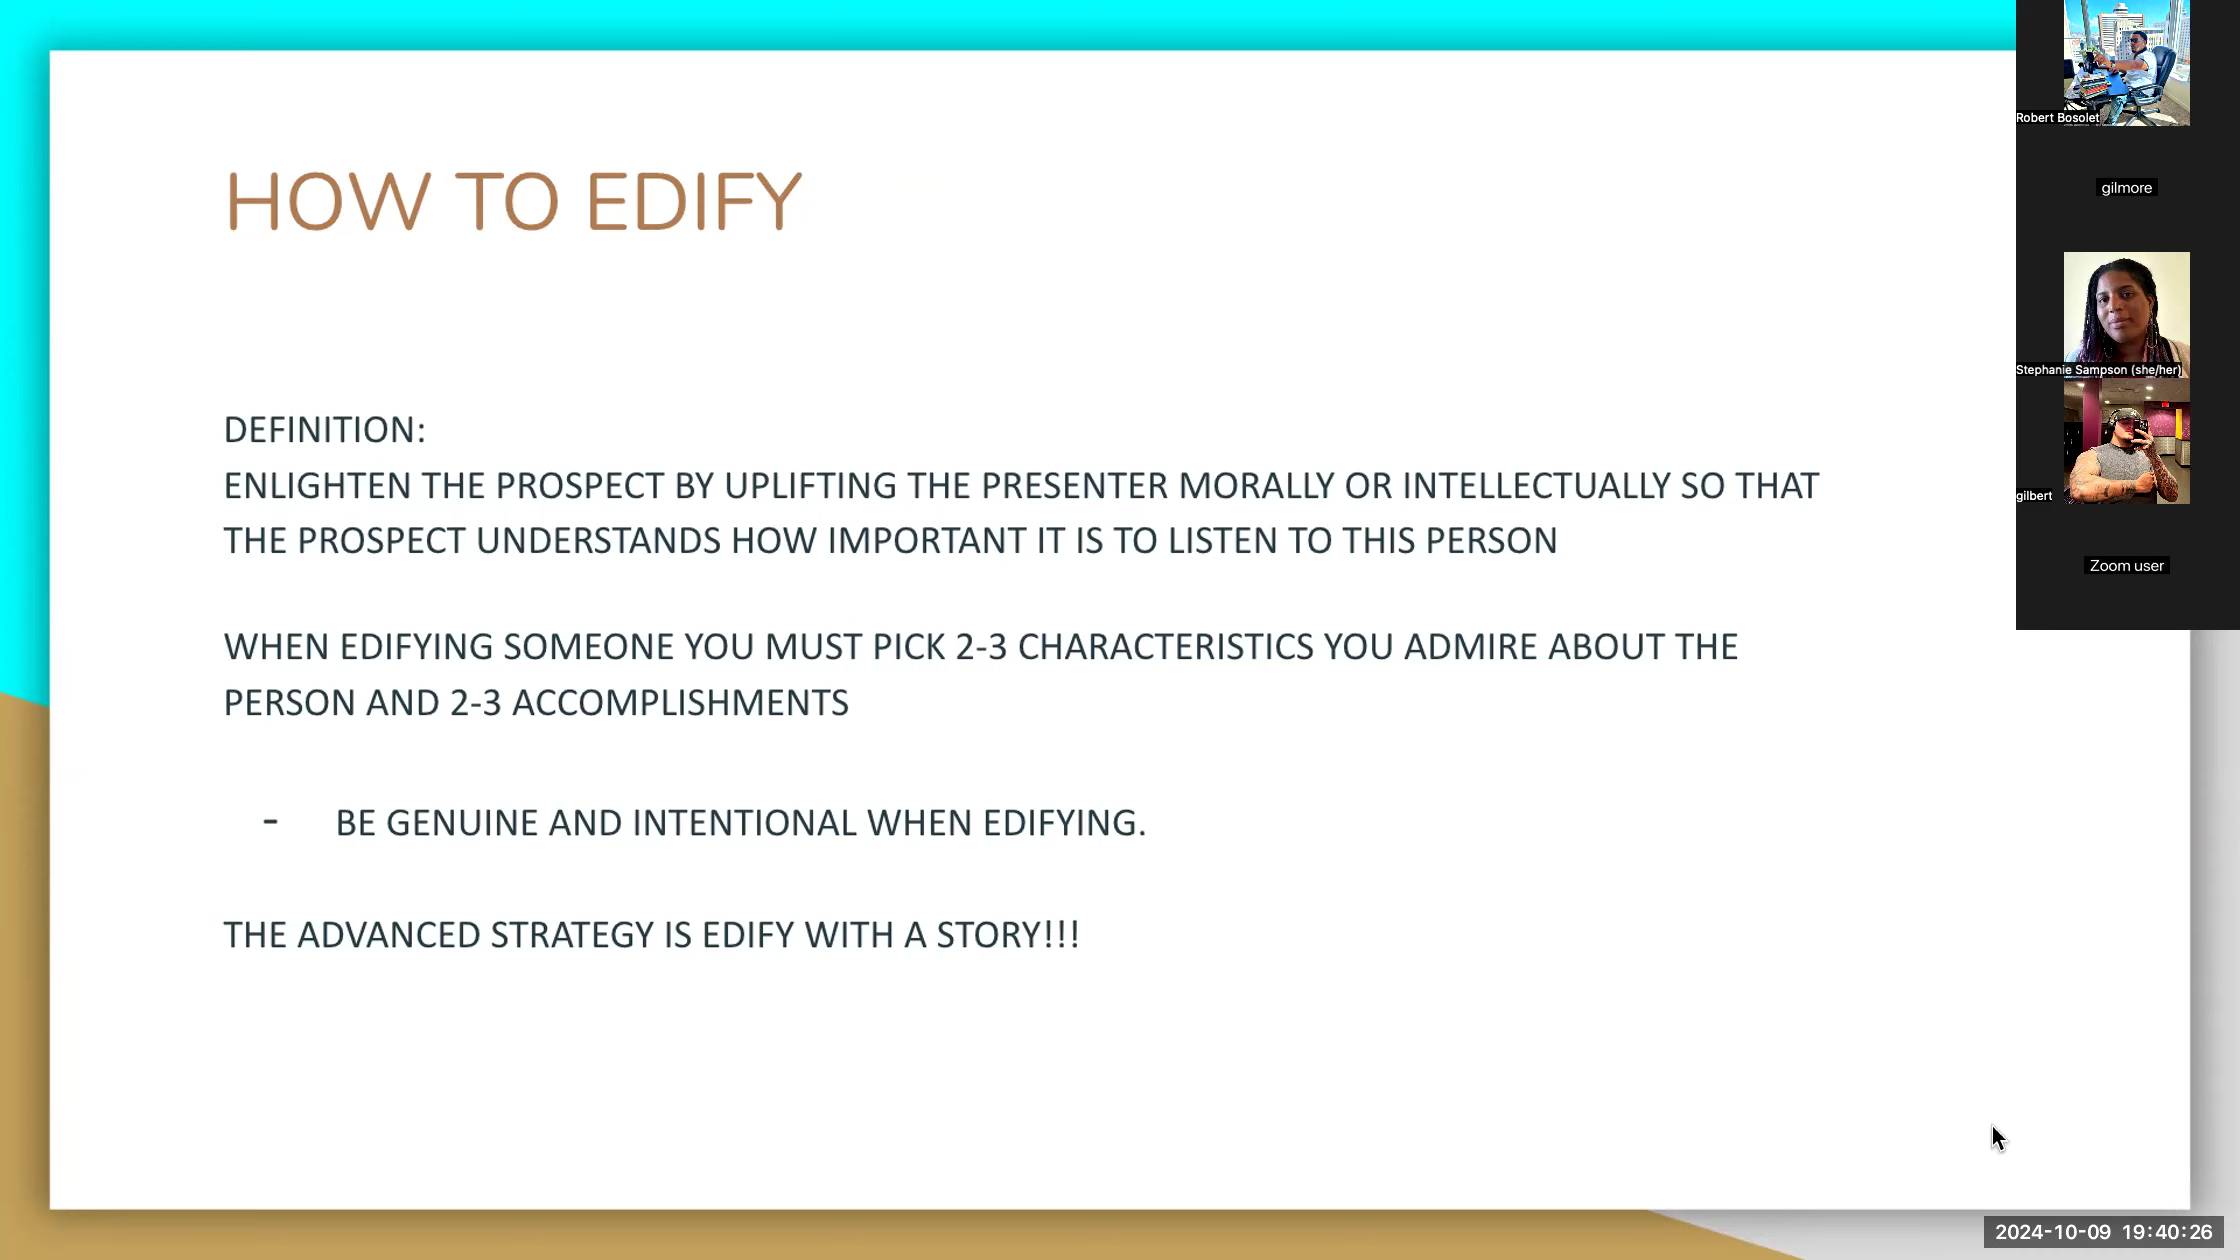 HOW TO EDIFY
DEFINITION:
ENLIGHTEN THE PROSPECT BY UPLIFTING THE PRESENTER MORALLY OR INTELLECTUALLY SO THAT
THE PROSPECT UNDERSTANDS HOW IMPORTANT IT IS TO LISTEN TO THIS PERSON
WHEN EDIFYING SOMEONE YOU MUST PICK 2-3 CHARACTERISTICS YOU ADMIRE ABOUT THE
PERSON AND 2-3 ACCOMPLISHMENTS
- BE GENUINE AND INTENTIONAL WHEN EDIFYING.
THE ADVANCED STRATEGY IS EDIFY WITH A STORY!!!
Robert Bosolet
gilmore
Stephanie Sampson (she/her)
gilbert
Zoom user
2024-10-09 19:40:26